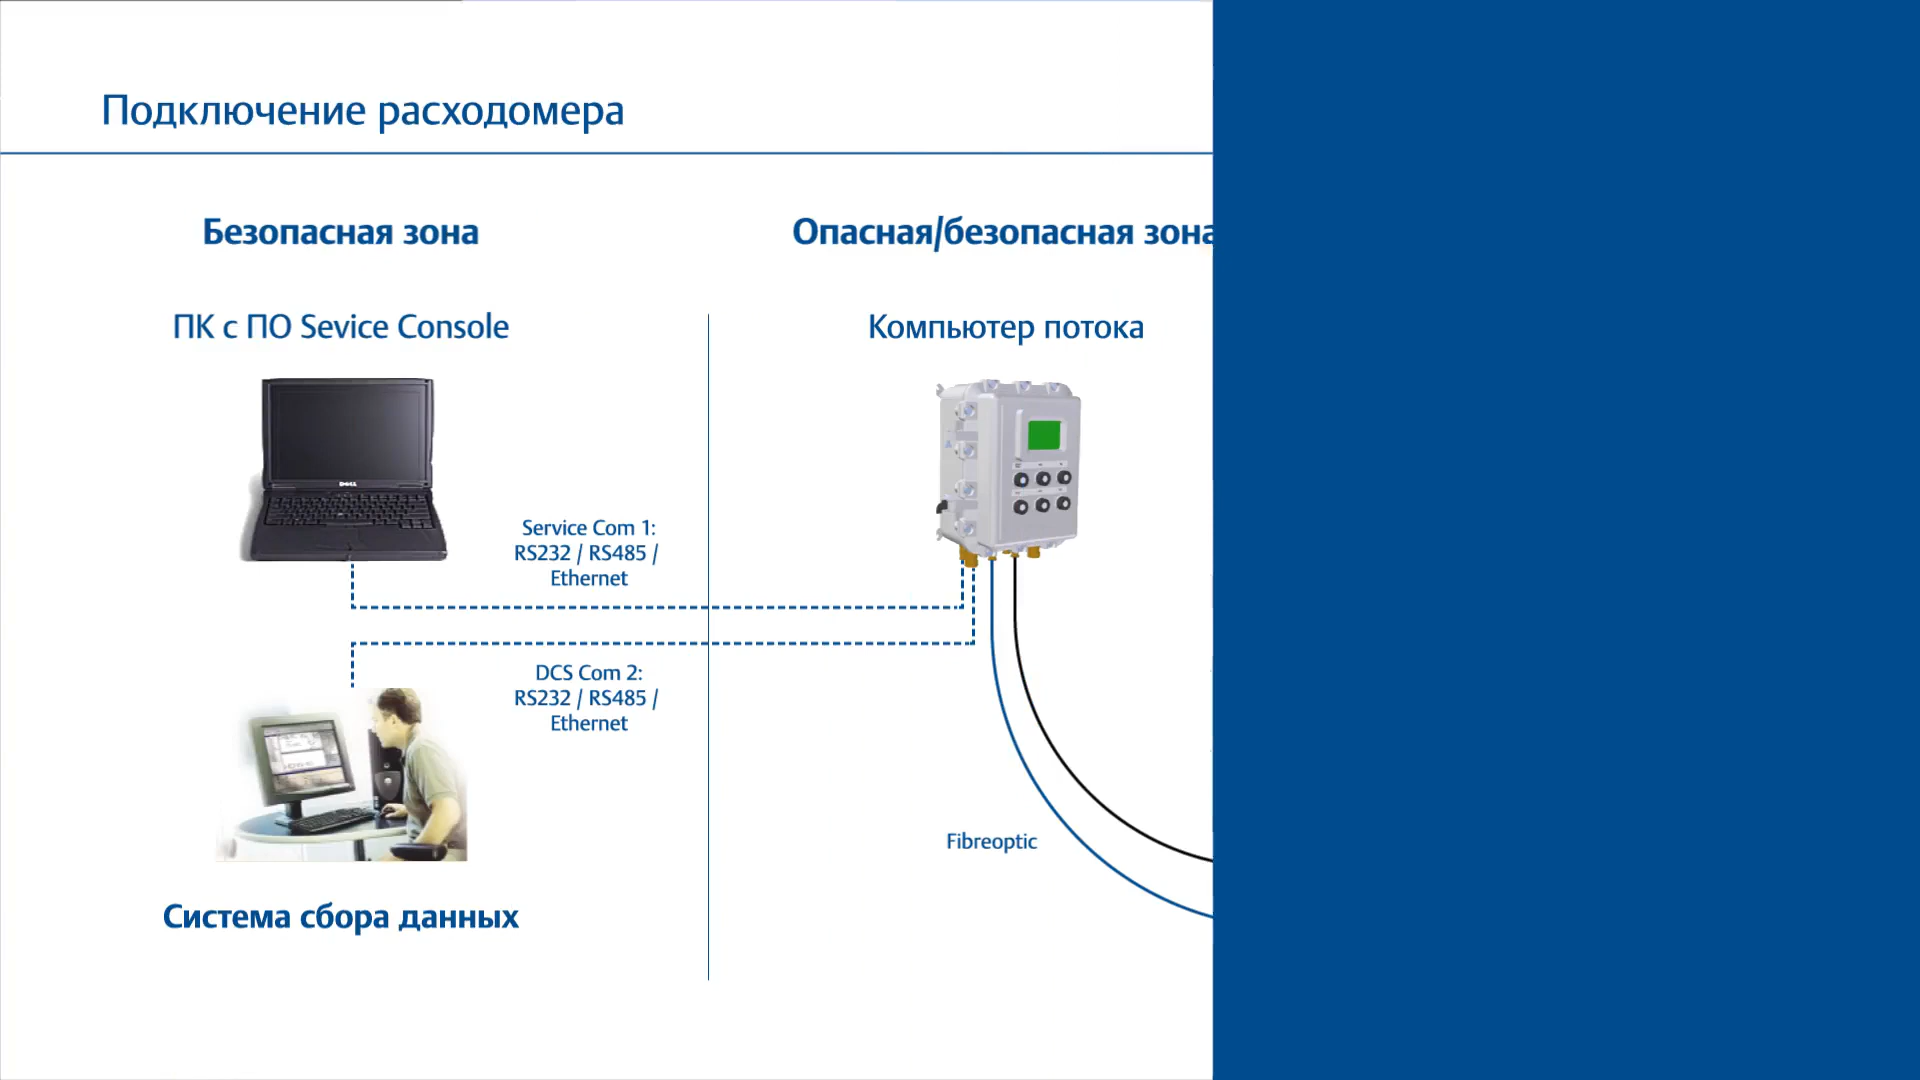 Подключение расходомера
Безопасная зона
Опасная/безопасная зона
ПК с ПО Sevice Console
Компьютер потока
DELL
Service Com 1:
RS232 / RS485 /
Ethernet
DCS Com 2:
RS232 / RS485 /
Ethernet
Fibreoptic
Система сбора данных